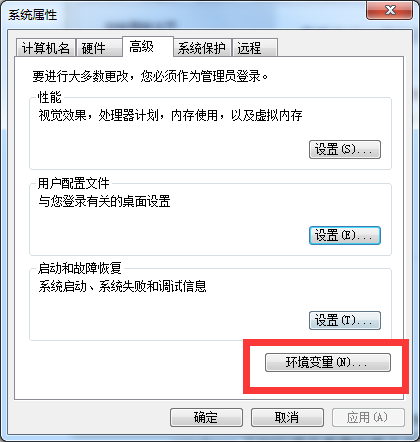 系统属性
计算机名 硬件 高级 系统保护 远程
要进行大多数更改，您必须作为管理员登录。
性能
视觉效果，处理器计划，内存使用，以及虚拟内存
设置(S)...
用户配置文件
与您登录有关的桌面设置
设置(E)...
启动和故障恢复
系统启动、系统失败和调试信息
设置(T)...
环境变量(N)...
确定 取消 应用(A)